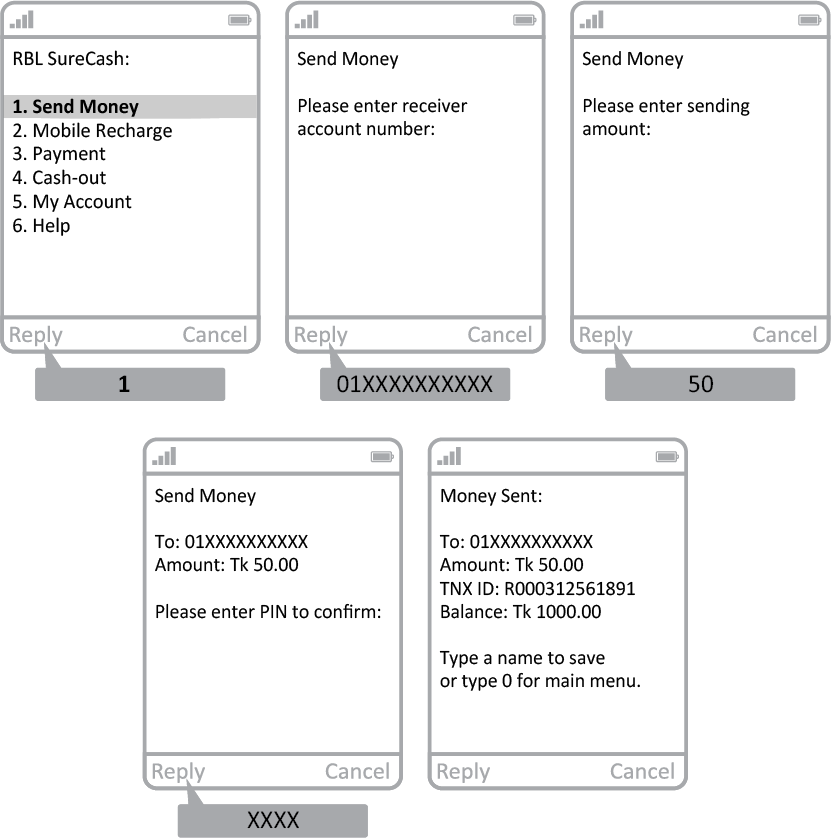 RBL SureCash:
1. Send Money
2. Mobile Recharge
3. Payment
4. Cash-out
5. My Account
6. Help
Reply Cancel
1
Send Money
Please enter receiver
account number:
Reply Cancel
01XXXXXXXXXX
Send Money
Please enter sending
amount:
Reply Cancel
50
Send Money
To: 01XXXXXXXXXX
Amount: Tk 50.00
Please enter PIN to confirm:
Reply Cancel
XXXX
Money Sent:
To: 01XXXXXXXXXX
Amount: Tk 50.00
TNX ID: R000312561891
Balance: Tk 1000.00
Type a name to save
or type 0 for main menu.
Reply Cancel